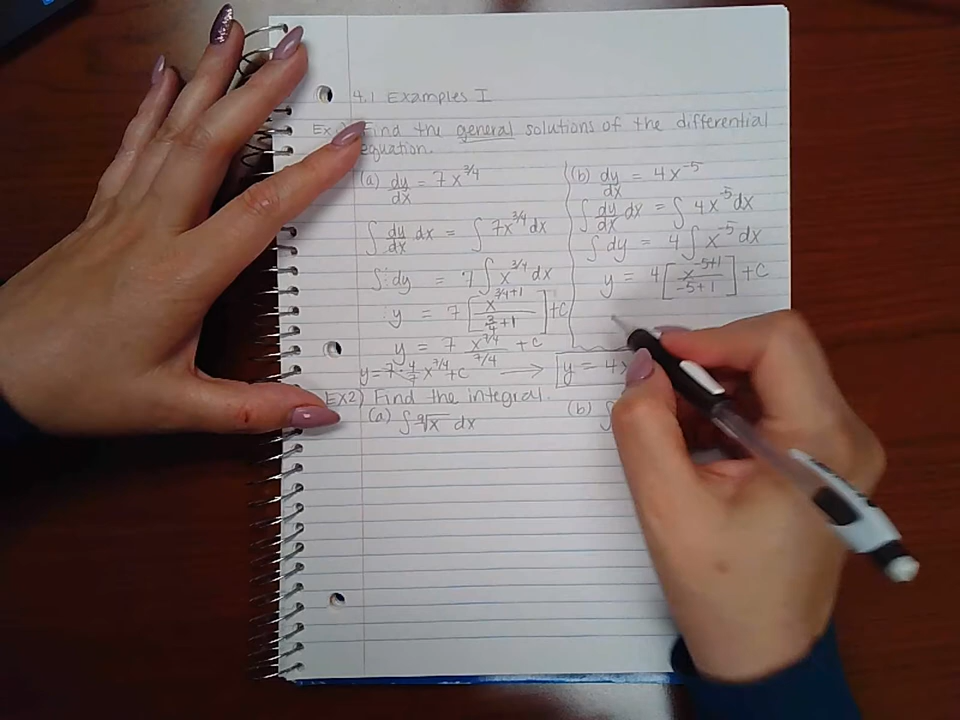 4.1 Examples I
Ex. Find the general solutions of the differential
equation.
(a) dy/dx = 7x^3/4
∫ dy/dx dx = ∫ 7x^3/4 dx
∫ dy = 7 ∫ x^3/4 dx
y = 7 [x^(3/4+1) / (3/4+1)] + C
y = 7 x^7/4 / 7/4 + C
y = 7 · 4/7 x^ + C → y = 4x
(b) dy/dx = 4x^-5
∫ dy/dx dx = ∫ 4x^-5 dx
∫ dy = 4 ∫ x^-5 dx
y = 4 [x^(-5+1) / (-5+1)] + C
Ex2) Find the integral.
(a) ∫ ⁹√x dx
(b) ∫